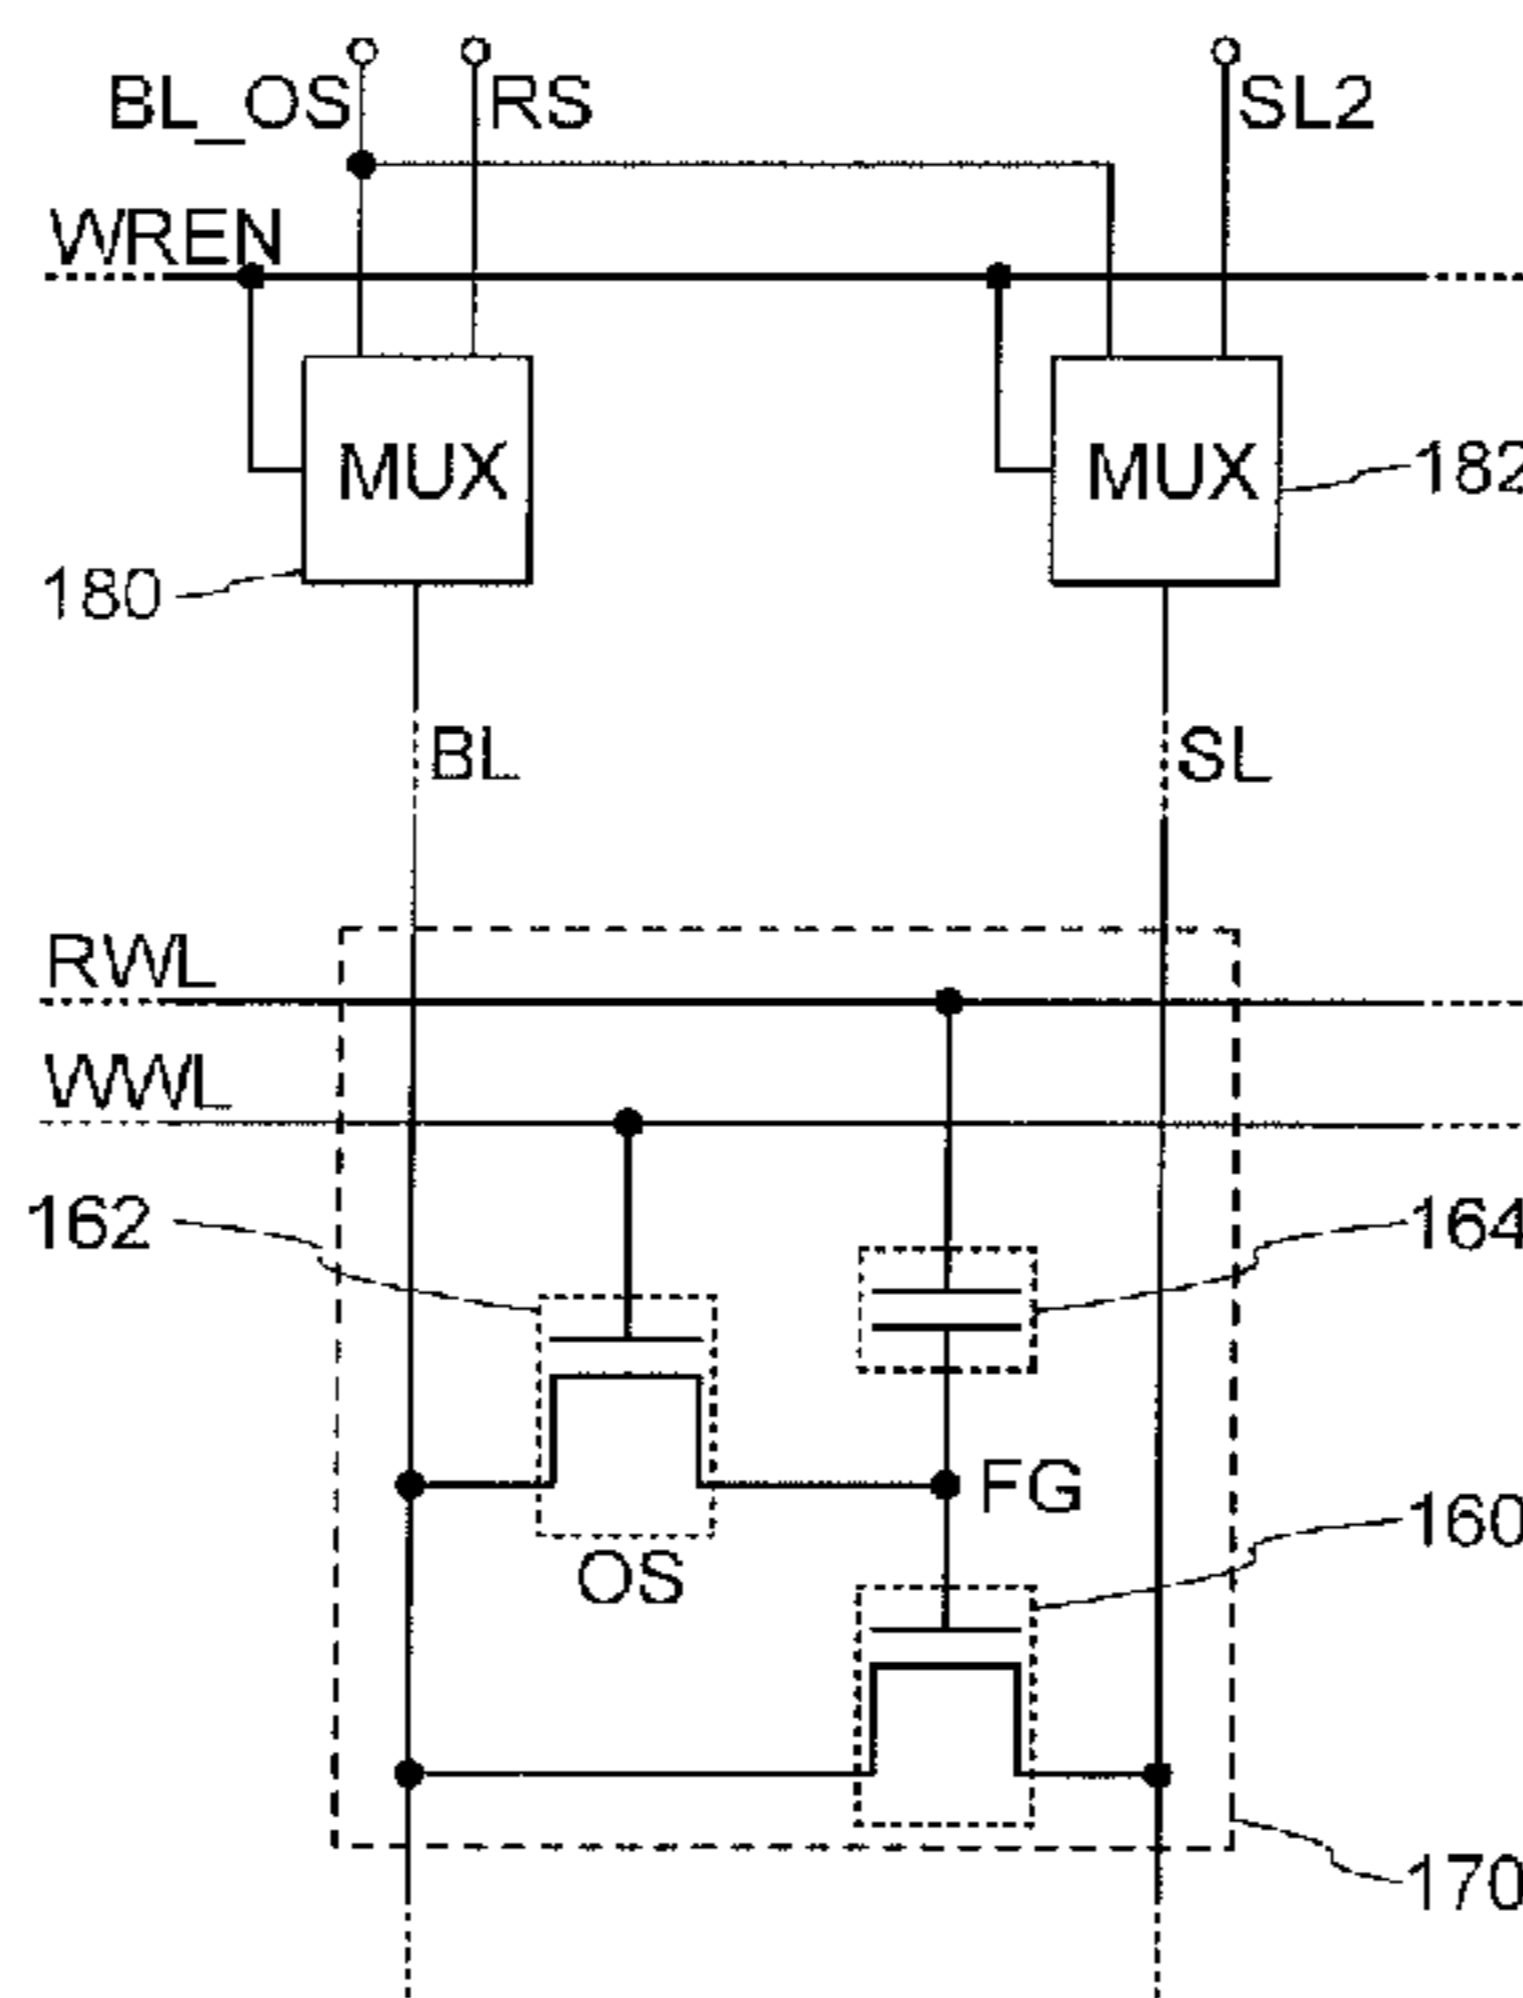 BL_OS RS SL2
WREN
MUX MUX 182
180
BL SL
RWL
WWL
162 164
FG
160
OS
170